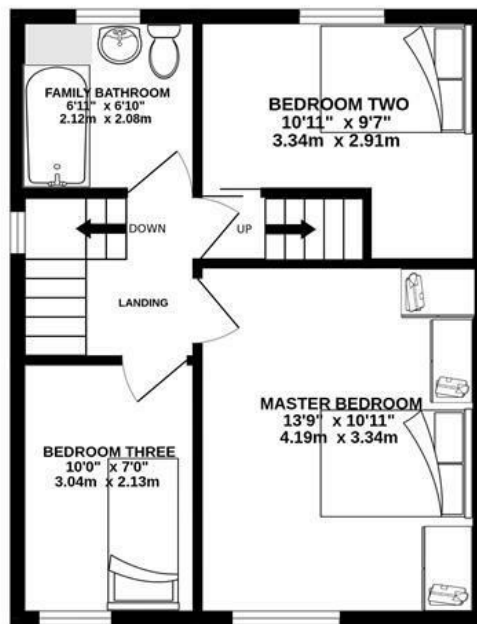 FAMILY BATHROOM
6'11" x 6'10"
2.12m x 2.08m
BEDROOM TWO
10'11" x 9'7"
3.34m x 2.91m
DOWN
UP
LANDING
MASTER BEDROOM
13'9" x 10'11"
4.19m x 3.34m
BEDROOM THREE
10'0" x 7'0"
3.04m x 2.13m